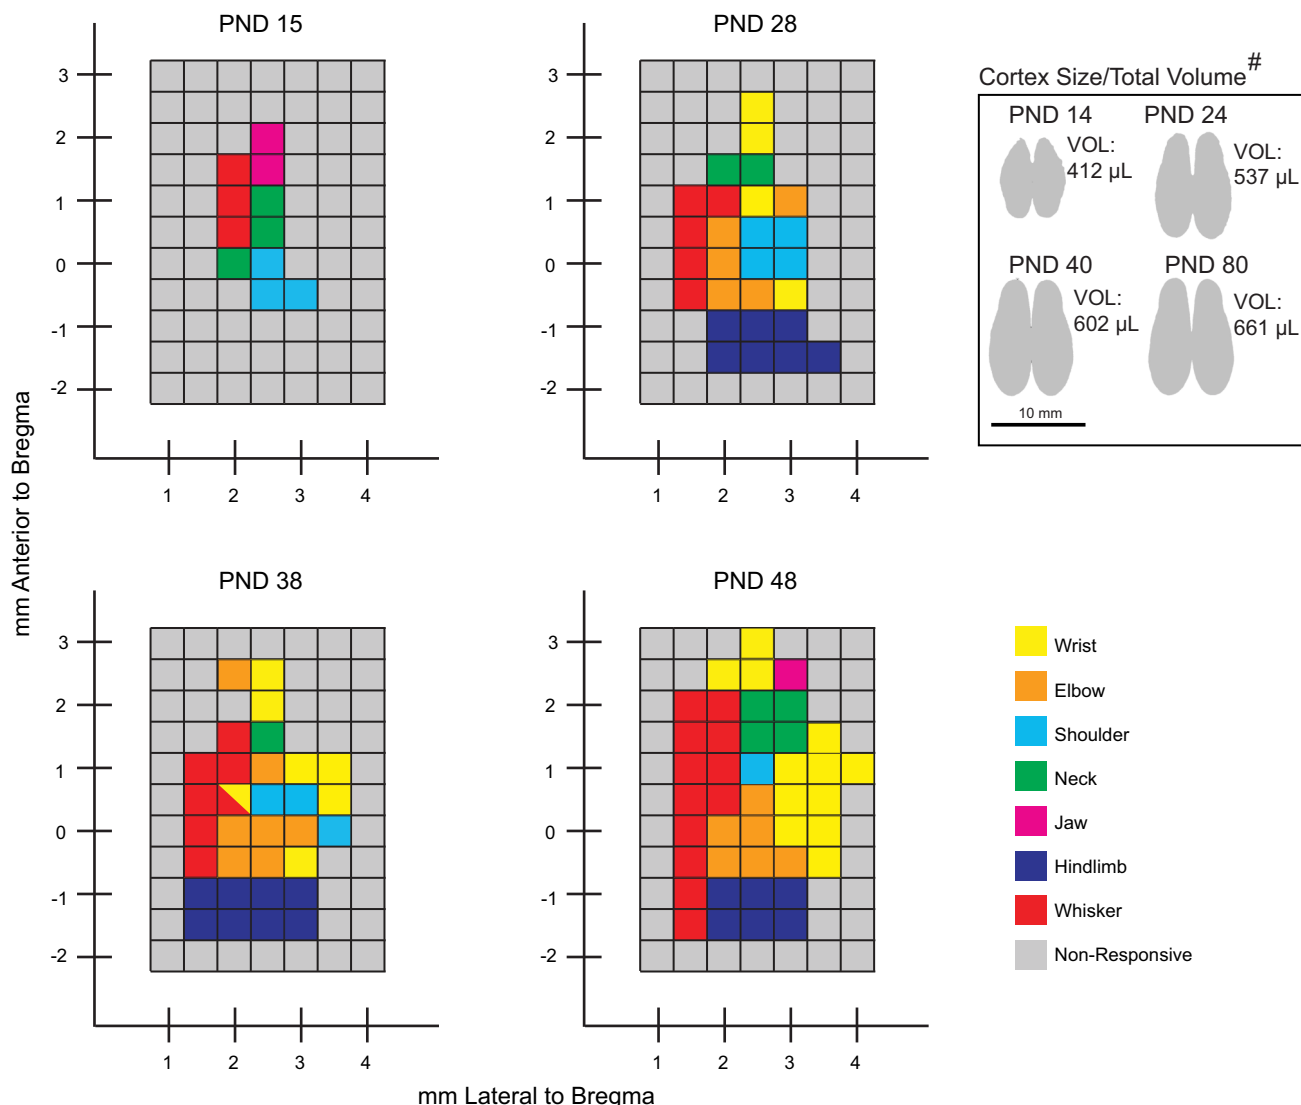 PND 15
PND 28
3
2
1
0
-1
-2
1
2
3
4
3
2
1
0
-1
-2
1
2
3
4
Cortex Size/Total Volume#
PND 14
VOL:
412 µL
PND 24
VOL:
537 µL
PND 40
VOL:
602 µL
PND 80
VOL:
661 µL
10 mm
mm Anterior to Bregma
PND 38
PND 48
3
2
1
0
-1
-2
1
2
3
4
3
2
1
0
-1
-2
1
2
3
4
mm Lateral to Bregma
Wrist
Elbow
Shoulder
Neck
Jaw
Hindlimb
Whisker
Non-Responsive